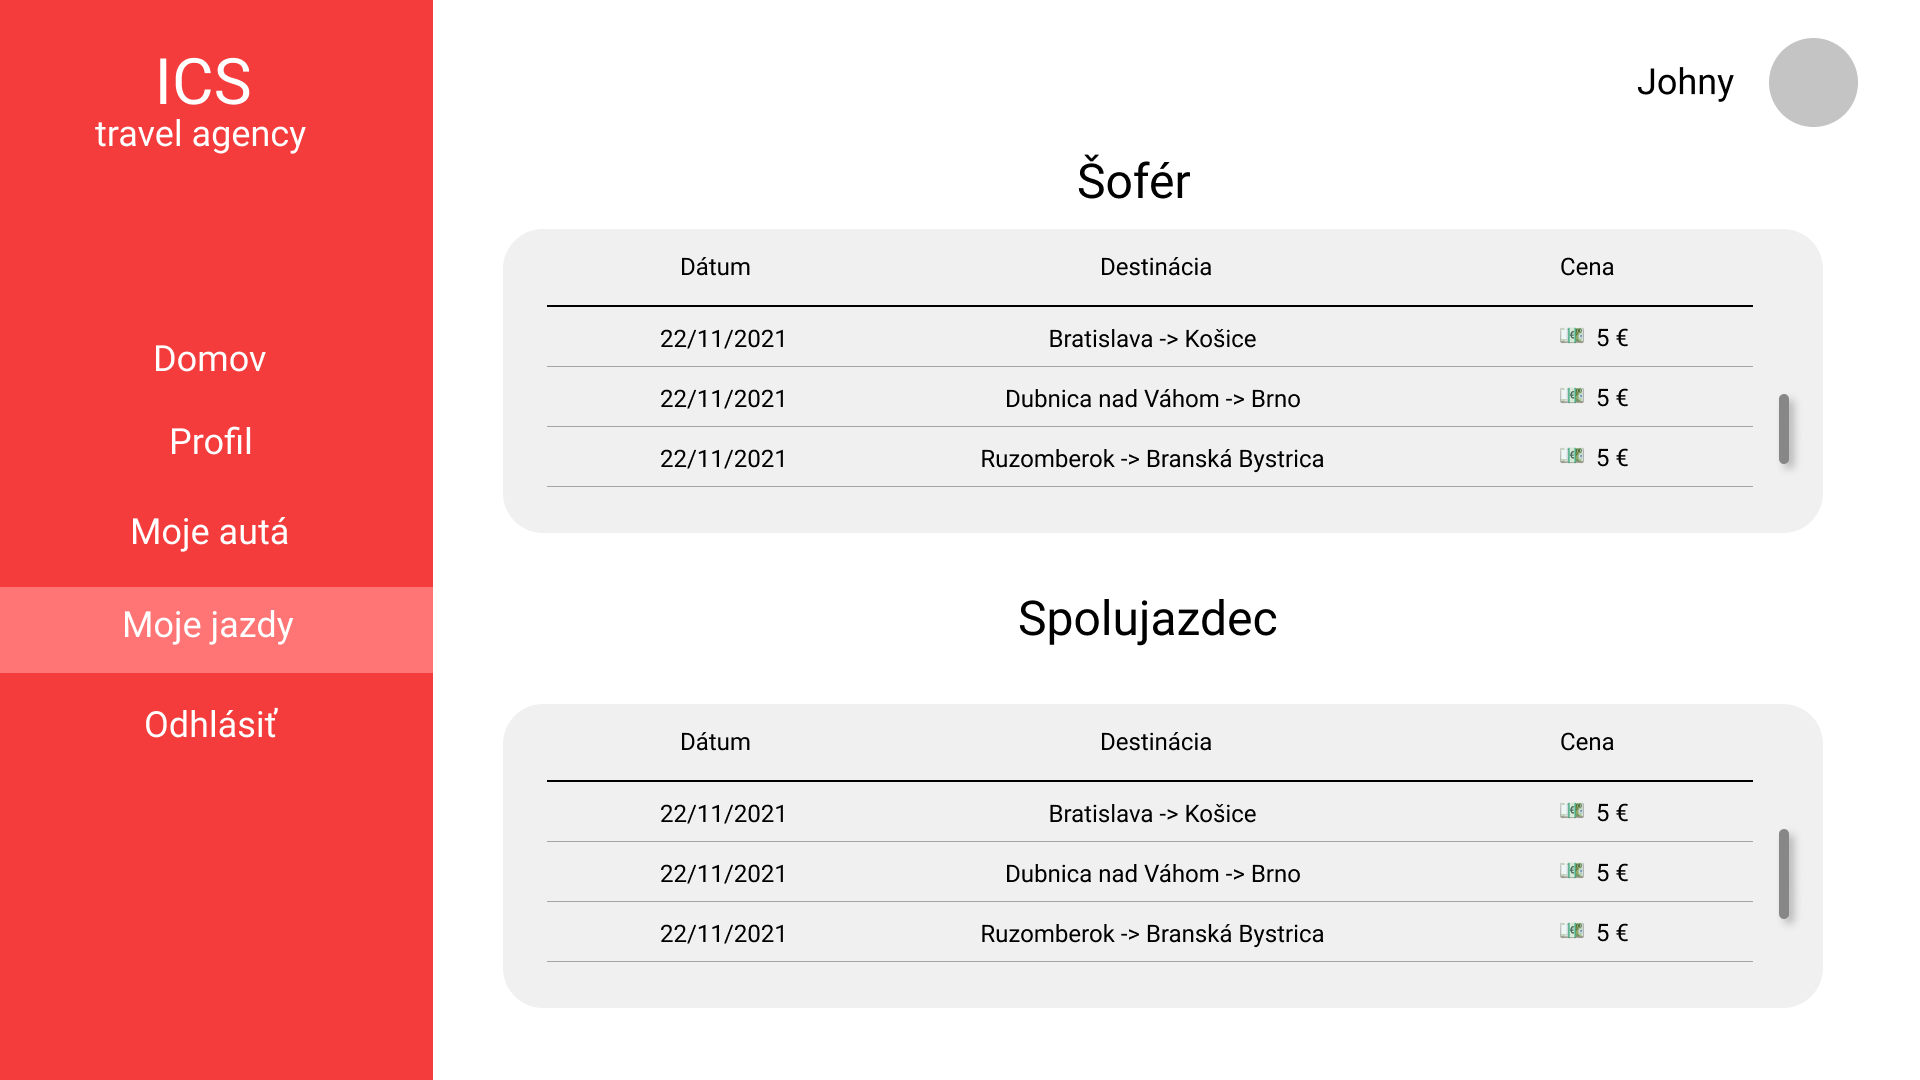 ICS
travel agency
Domov
Profil
Moje autá
Moje jazdy
Odhlásiť
Johny
Šofér
Dátum Destinácia Cena
22/11/2021 Bratislava -> Košice 5 €
22/11/2021 Dubnica nad Váhom -> Brno 5 €
22/11/2021 Ruzomberok -> Branská Bystrica 5 €
Spolujazdec
Dátum Destinácia Cena
22/11/2021 Bratislava -> Košice 5 €
22/11/2021 Dubnica nad Váhom -> Brno 5 €
22/11/2021 Ruzomberok -> Branská Bystrica 5 €